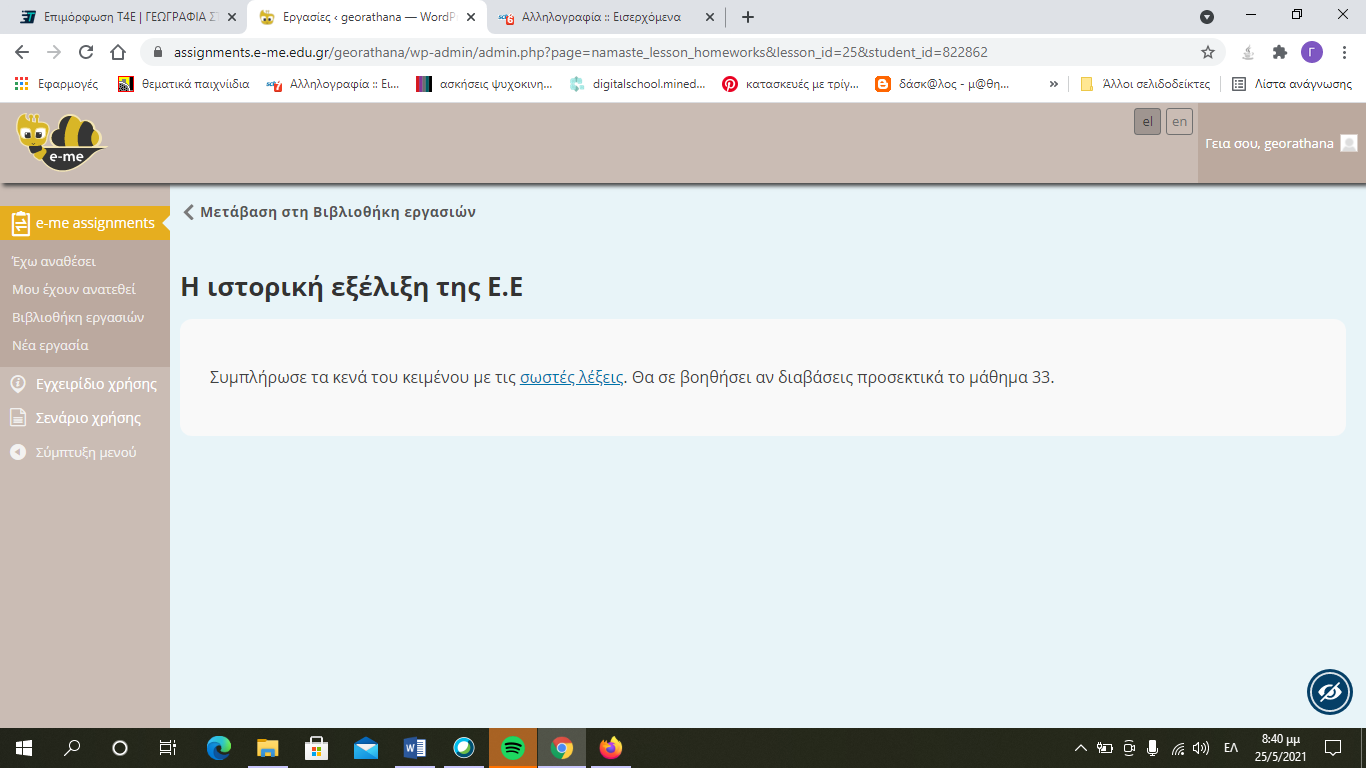 Επιμόρφωση T4E | ΓΕΩΓΡΑΦΙΑ ΣΤ
Εργασίες ‹ georathana — WordPr
Αλληλογραφία :: Εισερχόμενα
assignments.e-me.edu.gr/georathana/wp-admin/admin.php?page=namaste_lesson_homeworks&lesson_id=25&student_id=822862
Γ
Εφαρμογές
θεματικά παιχνίιδια
Αλληλογραφία :: Ει...
ασκήσεις ψυχοκινη...
digitalschool.mined...
κατασκευές με τρίγ...
δάσκ@λος - μ@θη...
»
Άλλοι σελιδοδείκτες
Λίστα ανάγνωσης
e-me
el
en
Γεια σου, georathana
e-me assignments
Έχω αναθέσει
Μου έχουν ανατεθεί
Βιβλιοθήκη εργασιών
Νέα εργασία
Εγχειρίδιο χρήσης
Σενάριο χρήσης
Σύμπτυξη μενού
Μετάβαση στη Βιβλιοθήκη εργασιών
Η ιστορική εξέλιξη της Ε.Ε
Συμπλήρωσε τα κενά του κειμένου με τις σωστές λέξεις. Θα σε βοηθήσει αν διαβάσεις προσεκτικά το μάθημα 33.
ΕΛ
8:40 μμ
25/5/2021